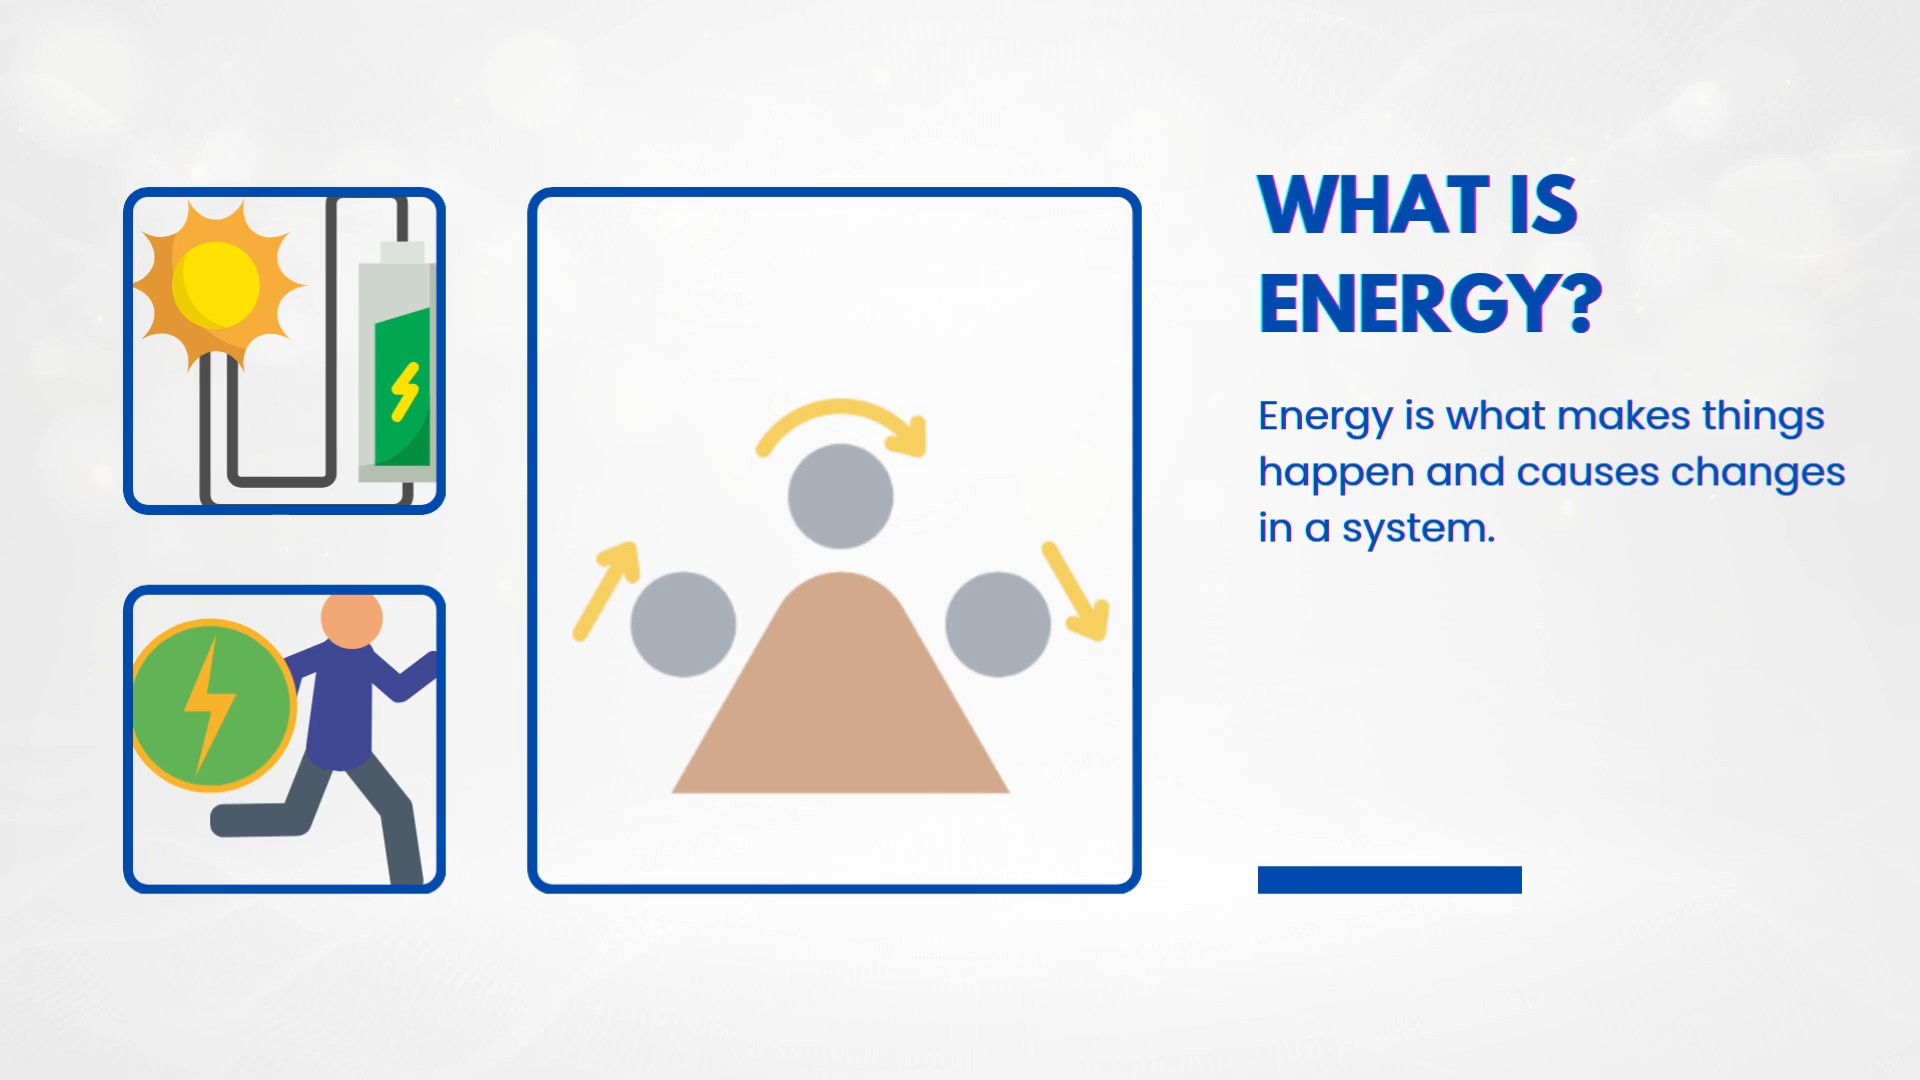 WHAT IS
ENERGY?
Energy is what makes things
happen and causes changes
in a system.